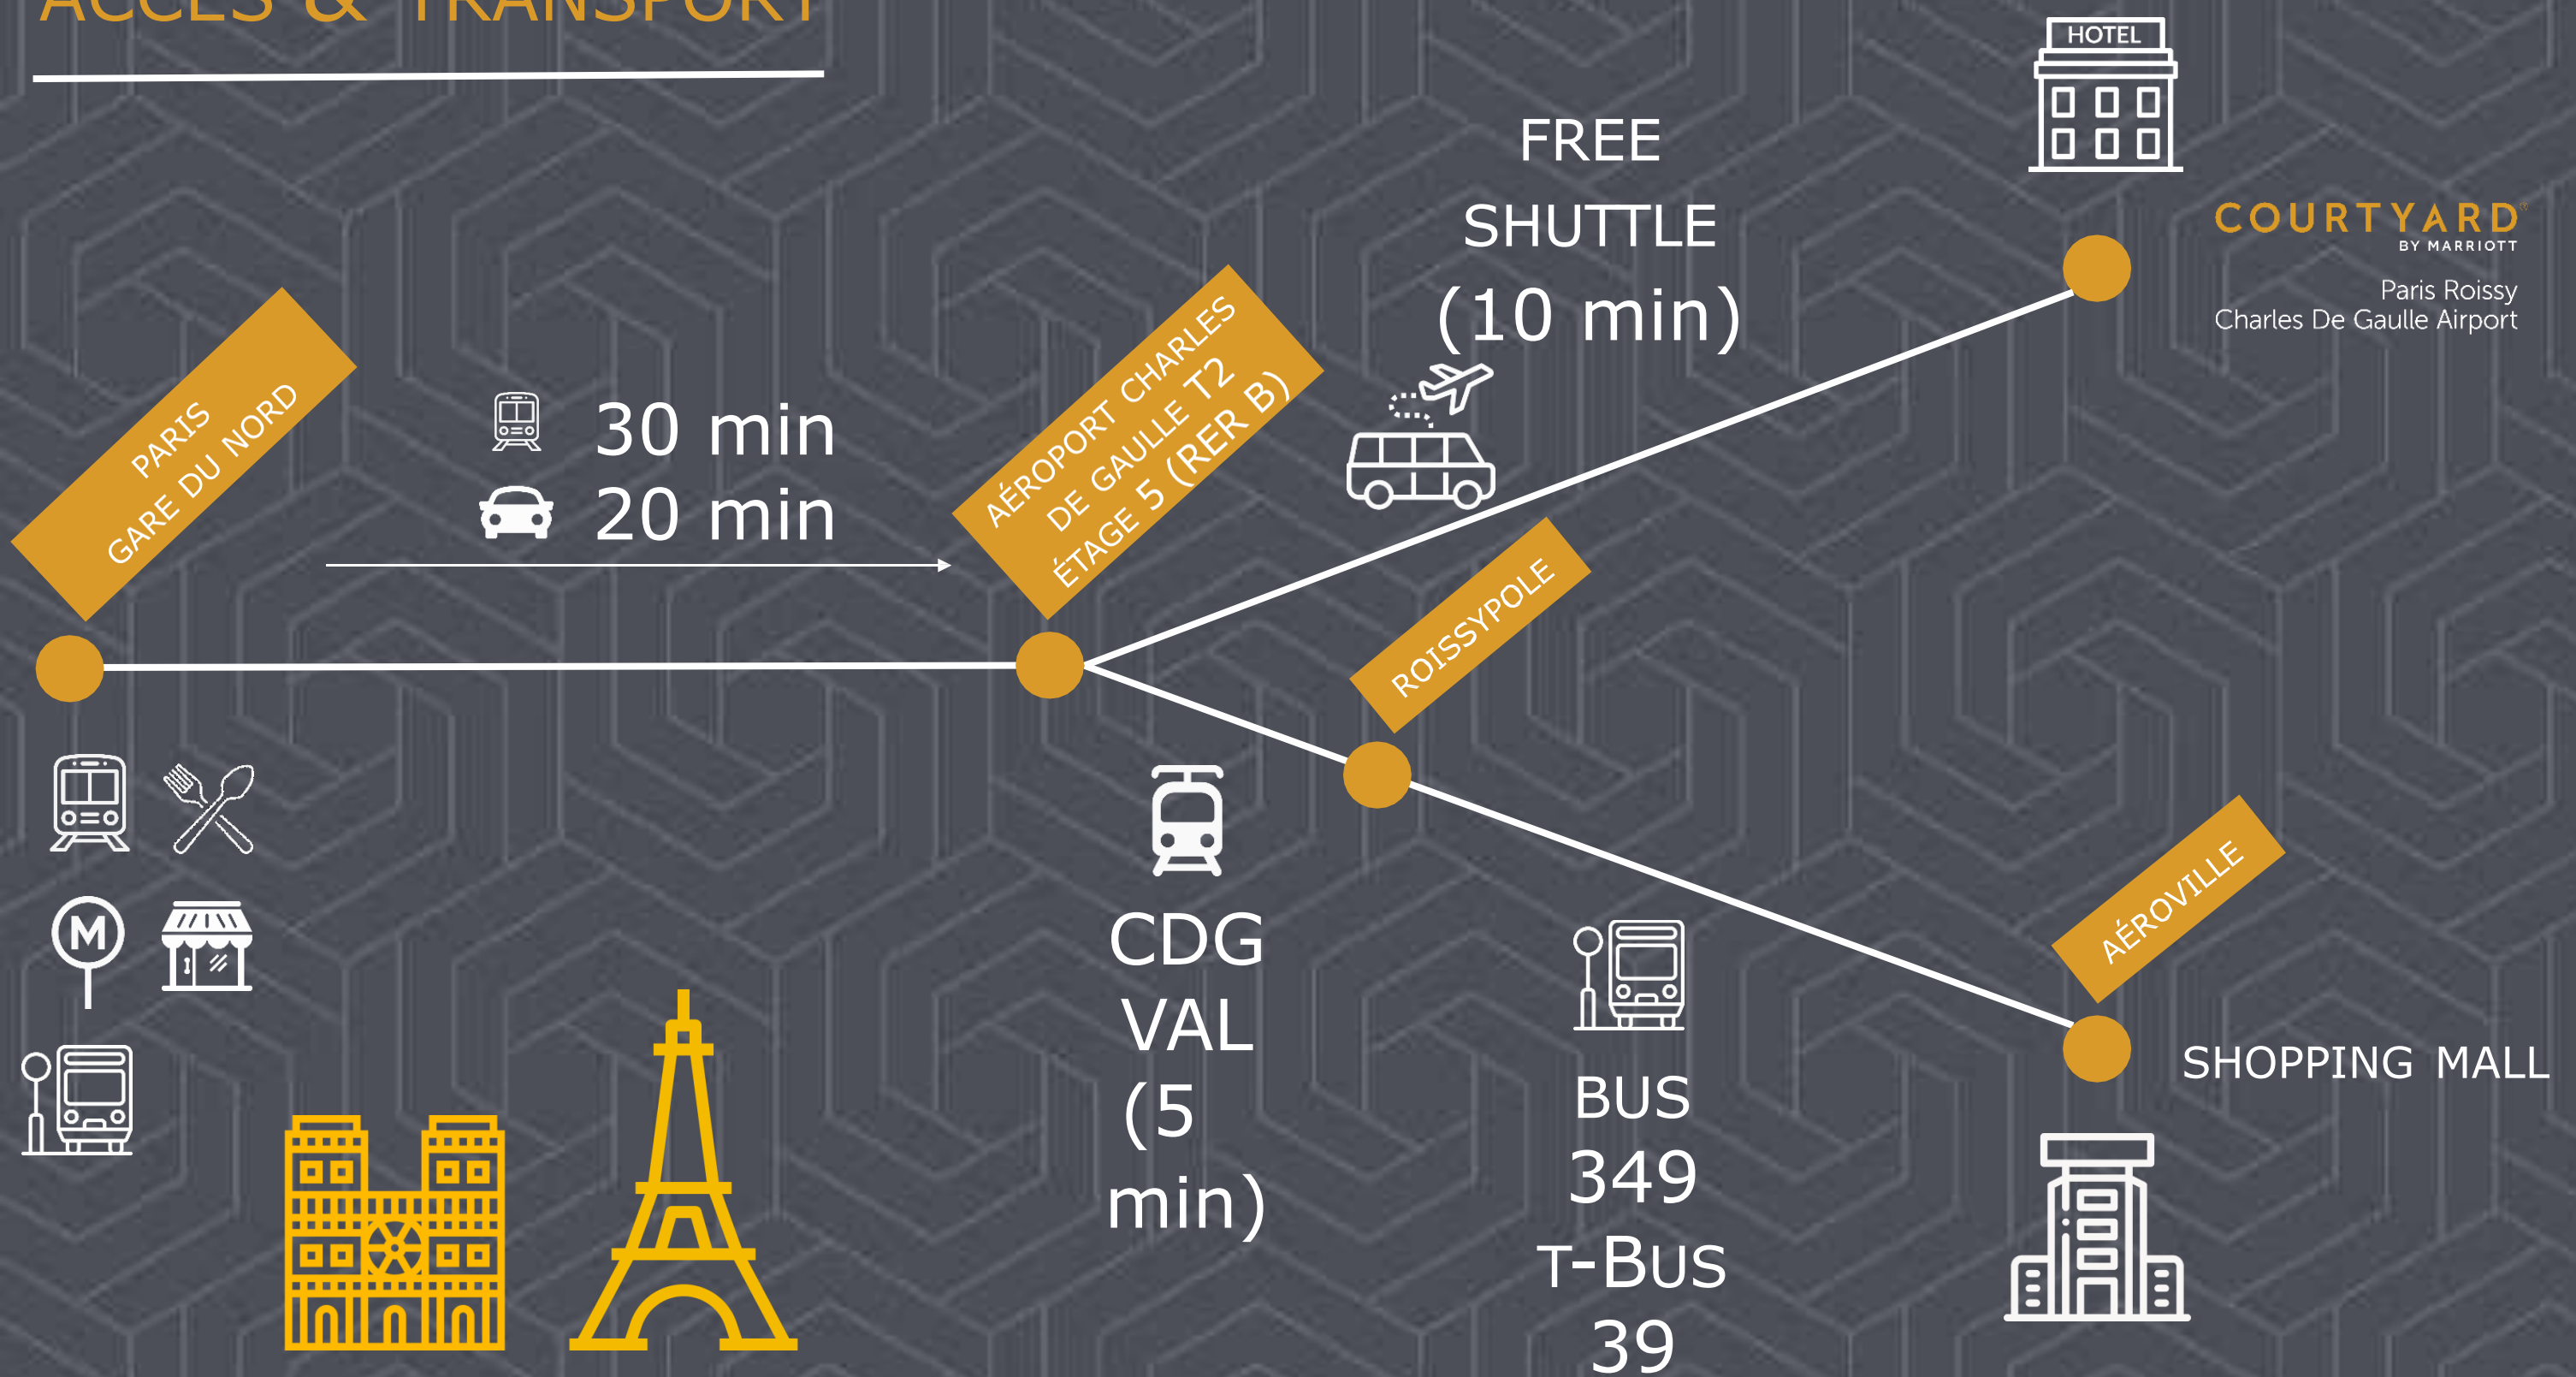 ACCES & TRANSPORT
HOTEL
FREE
SHUTTLE
(10 min)
COURTYARD
BY MARRIOTT
Paris Roissy
Charles De Gaulle Airport
PARIS
GARE DU NORD
30 min
20 min
AÉROPORT CHARLES
DE GAULLE T2
ÉTAGE 5 (RER B)
ROISSYPOLE
M
CDG
VAL
(5
min)
BUS
349
T-BUS
39
AÉROVILLE
SHOPPING MALL